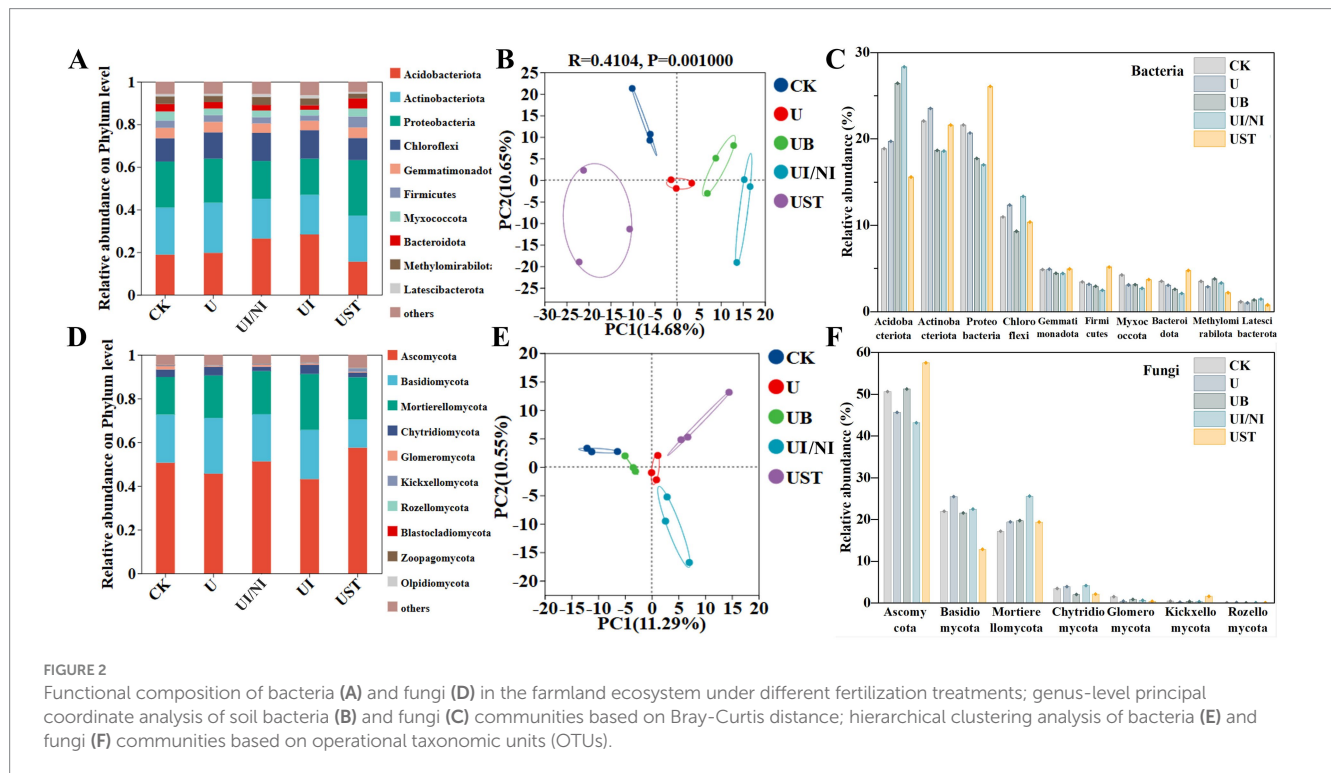 A
Relative abundance on Phylum level
1
0.8
0.6
0.4
0.2
0
CK
U
UI/NI
UI
UST
Acidobacteriota
Actinobacteriota
Proteobacteria
Chloroflexi
Gemmatimonadot
Firmicutes
Myxococcota
Bacteroidota
Methylomirabilota
Latescibacterota
others
B
R=0.4104, P=0.001000
PC2(10.65%)
25
20
15
10
5
0
-5
-10
-15
-20
-25
-30
-25
-20
-15
-10
-5
0
5
10
15
20
PC1(14.68%)
CK
U
UB
UI/NI
UST
C
Relative abundance (%)
30
20
10
0
Bacteria
CK
U
UB
UI/NI
UST
Acidoba
cteriota
Actinoba
cteriota
Proteo
bacteria
Chloro
flexi
Gemmati
monadota
Firmi
cutes
Myxoc
occota
Bacteroi
dota
Methylomi
rabilota
Latesci
bacterota
D
Relative abundance on Phylum level
1
0.8
0.6
0.4
0.2
0
CK
U
UI/NI
UI
UST
Ascomycota
Basidiomycota
Mortierellomycota
Chytridiomycota
Glomeromycota
Kickxellomycota
Rozellomycota
Blastocladiomycota
Zoopagomycota
Olpidiomycota
others
E
PC2(10.55%)
20
15
10
5
0
-5
-10
-15
-20
-20
-15
-10
-5
0
5
10
15
20
PC1(11.29%)
CK
U
UB
UI/NI
UST
F
Relative abundance (%)
60
50
40
30
20
10
0
Fungi
CK
U
UB
UI/NI
UST
Ascomy
cota
Basidio
mycota
Mortiere
llomycota
Chytridio
mycota
Glomero
mycota
Kickxello
mycota
Rozello
mycota
FIGURE 2
Functional composition of bacteria (A) and fungi (D) in the farmland ecosystem under different fertilization treatments; genus-level principal
coordinate analysis of soil bacteria (B) and fungi (C) communities based on Bray-Curtis distance; hierarchical clustering analysis of bacteria (E) and
fungi (F) communities based on operational taxonomic units (OTUs).